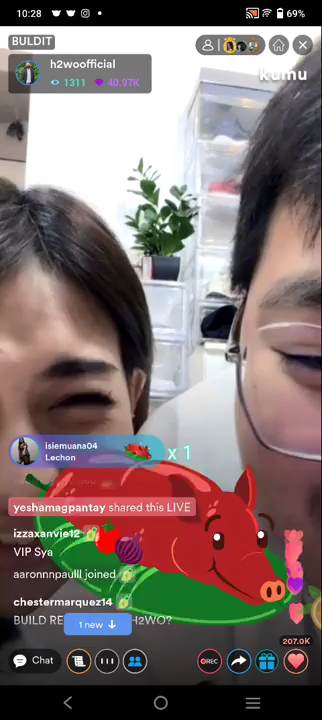 10:28
69%
BUILDIT
h2woofficial
1311 40.97K
kumu
isiemuana04
Lechon
x 1
yeshamagpantay shared this LIVE
izzaxanvie12
VIP Sya
aaronnnpaulll joined
chestermarquez14
BUILD RE H2WO?
1 new
207.0K
Chat
REC